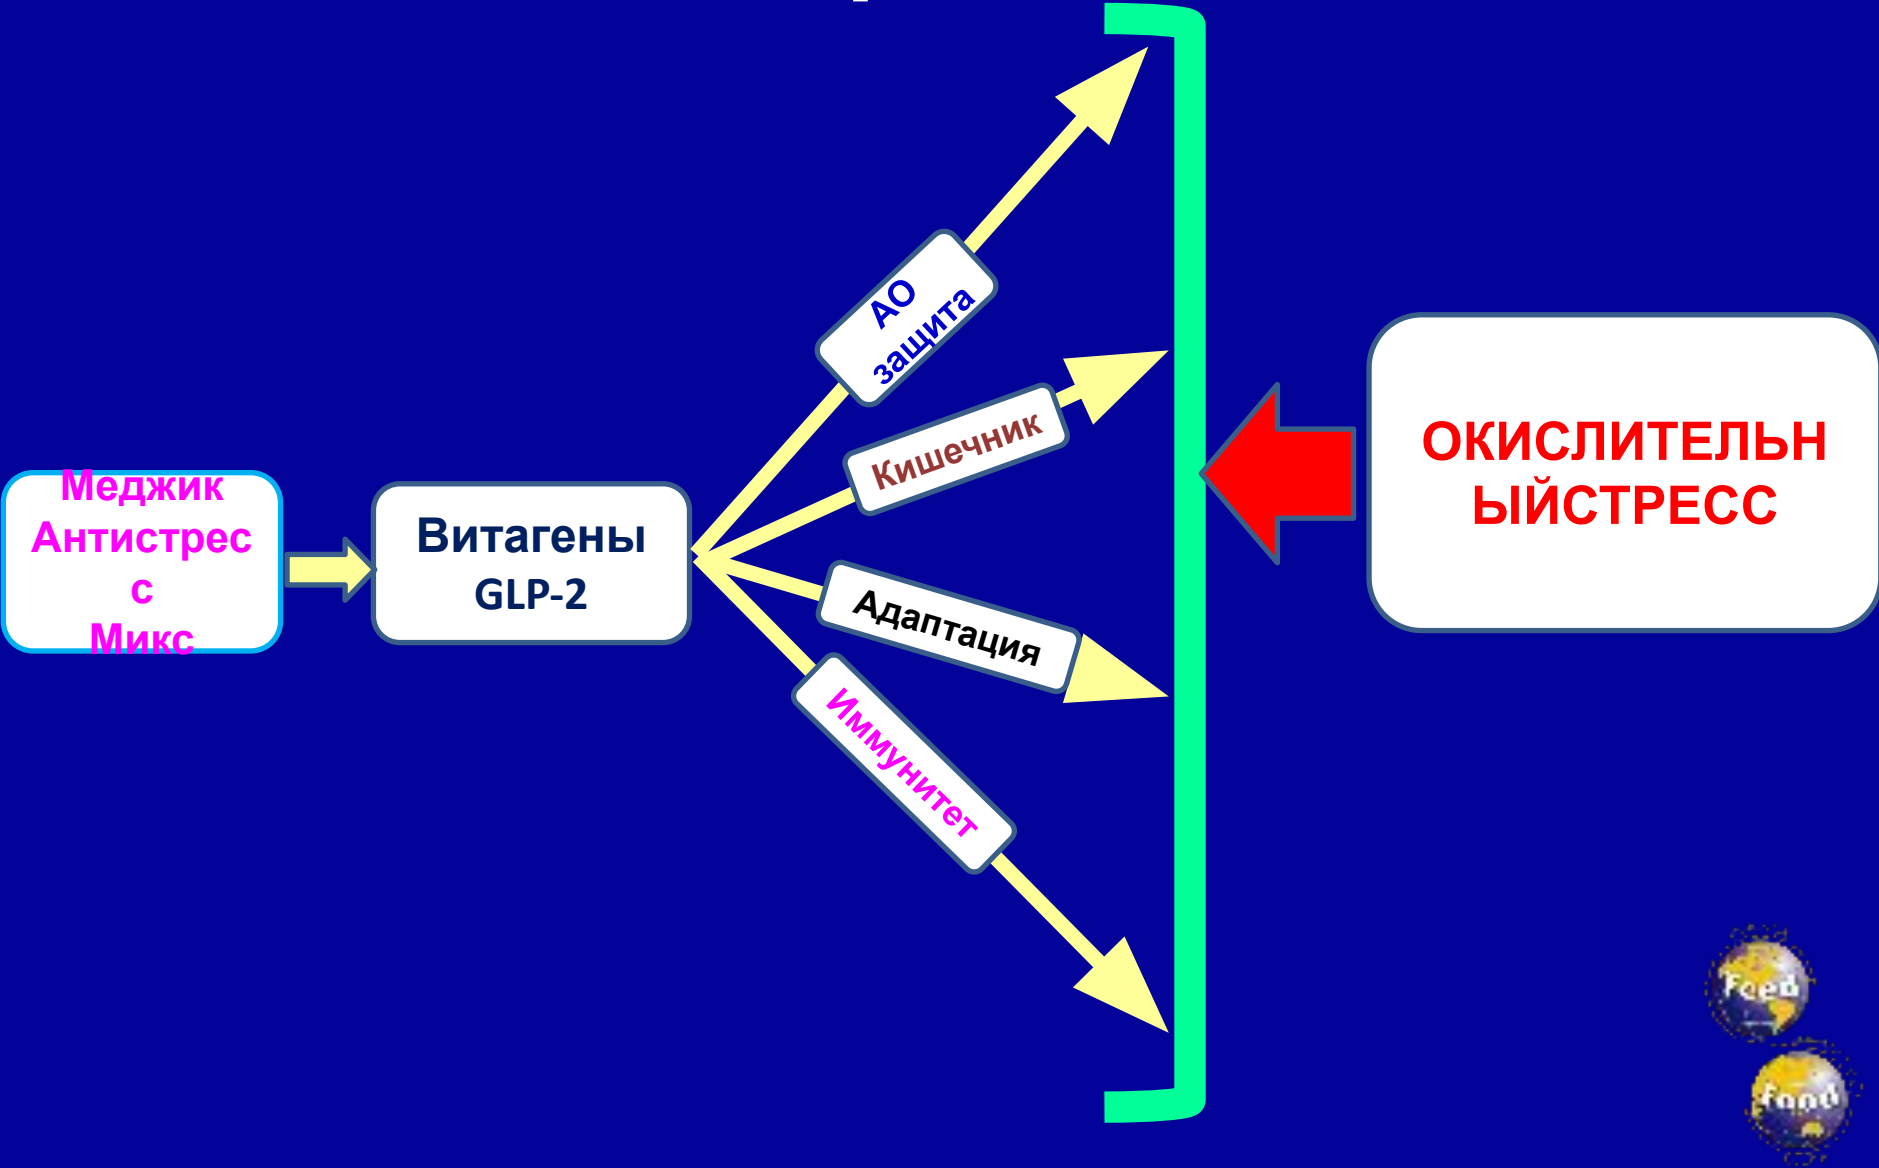 Меджик
Антистрес
с
Микс
Витагены
GLP-2
АО
защита
Кишечник
Адаптация
Иммунитет
ОКИСЛИТЕЛЬН
ЫЙСТРЕСС
Feed
Food